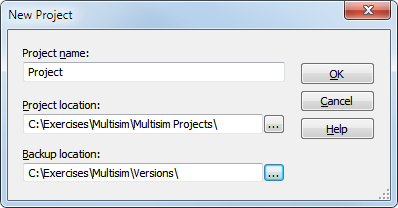 New Project
Project name:
Project
OK
Project location:
C:\Exercises\Multisim\Multisim Projects\
...
Cancel
Help
Backup location:
C:\Exercises\Multisim\Versions\
...